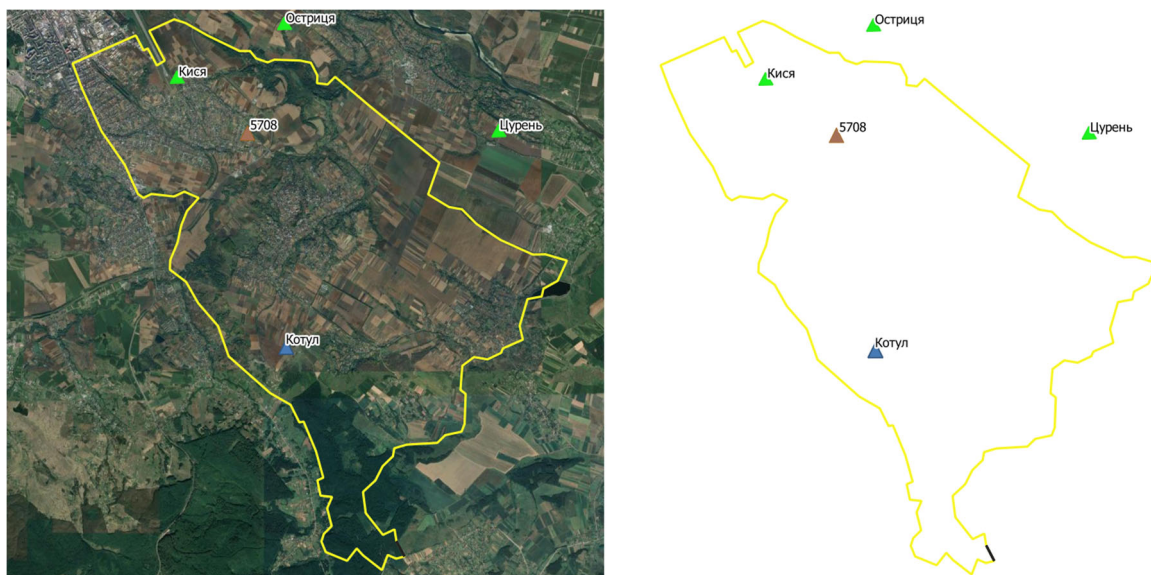 Остриця
Кися
5708
Цурень
Котул
Остриця
Кися
5708
Цурень
Котул